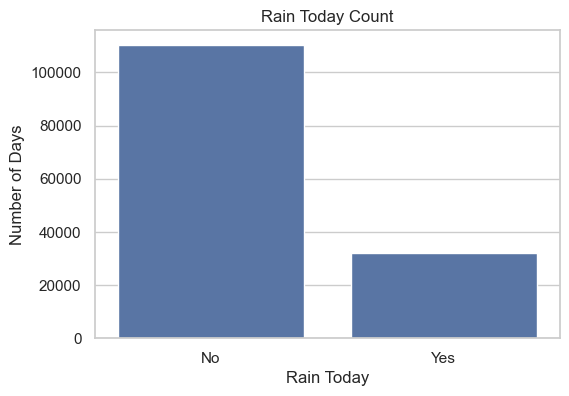 Rain Today Count
Number of Days
100000
80000
60000
40000
20000
0
No Yes
Rain Today